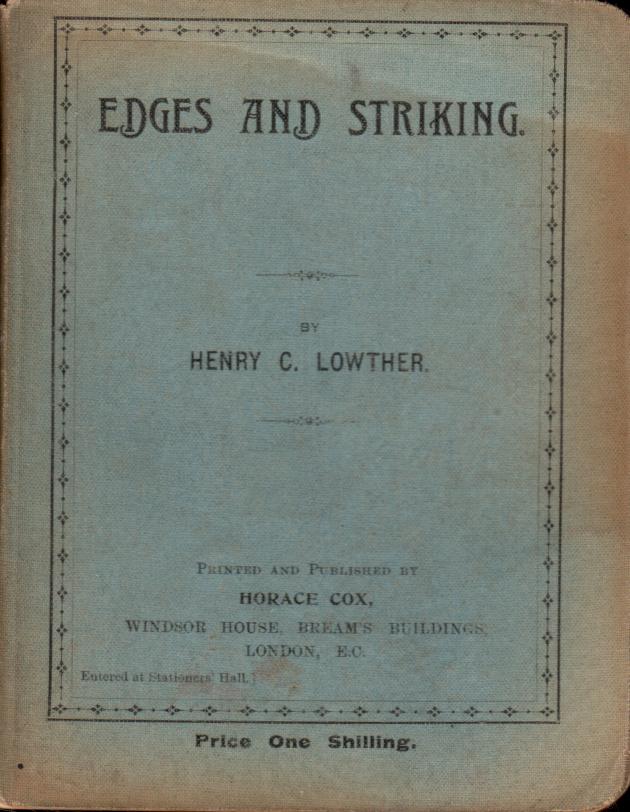 EDGES AND STRIKING.
BY
HENRY C. LOWTHER.
PRINTED AND PUBLISHED BY
HORACE COX,
WINDSOR HOUSE, BREAM'S BUILDINGS,
LONDON, E.C.
Entered at Stationers' Hall.]
Price One Shilling.